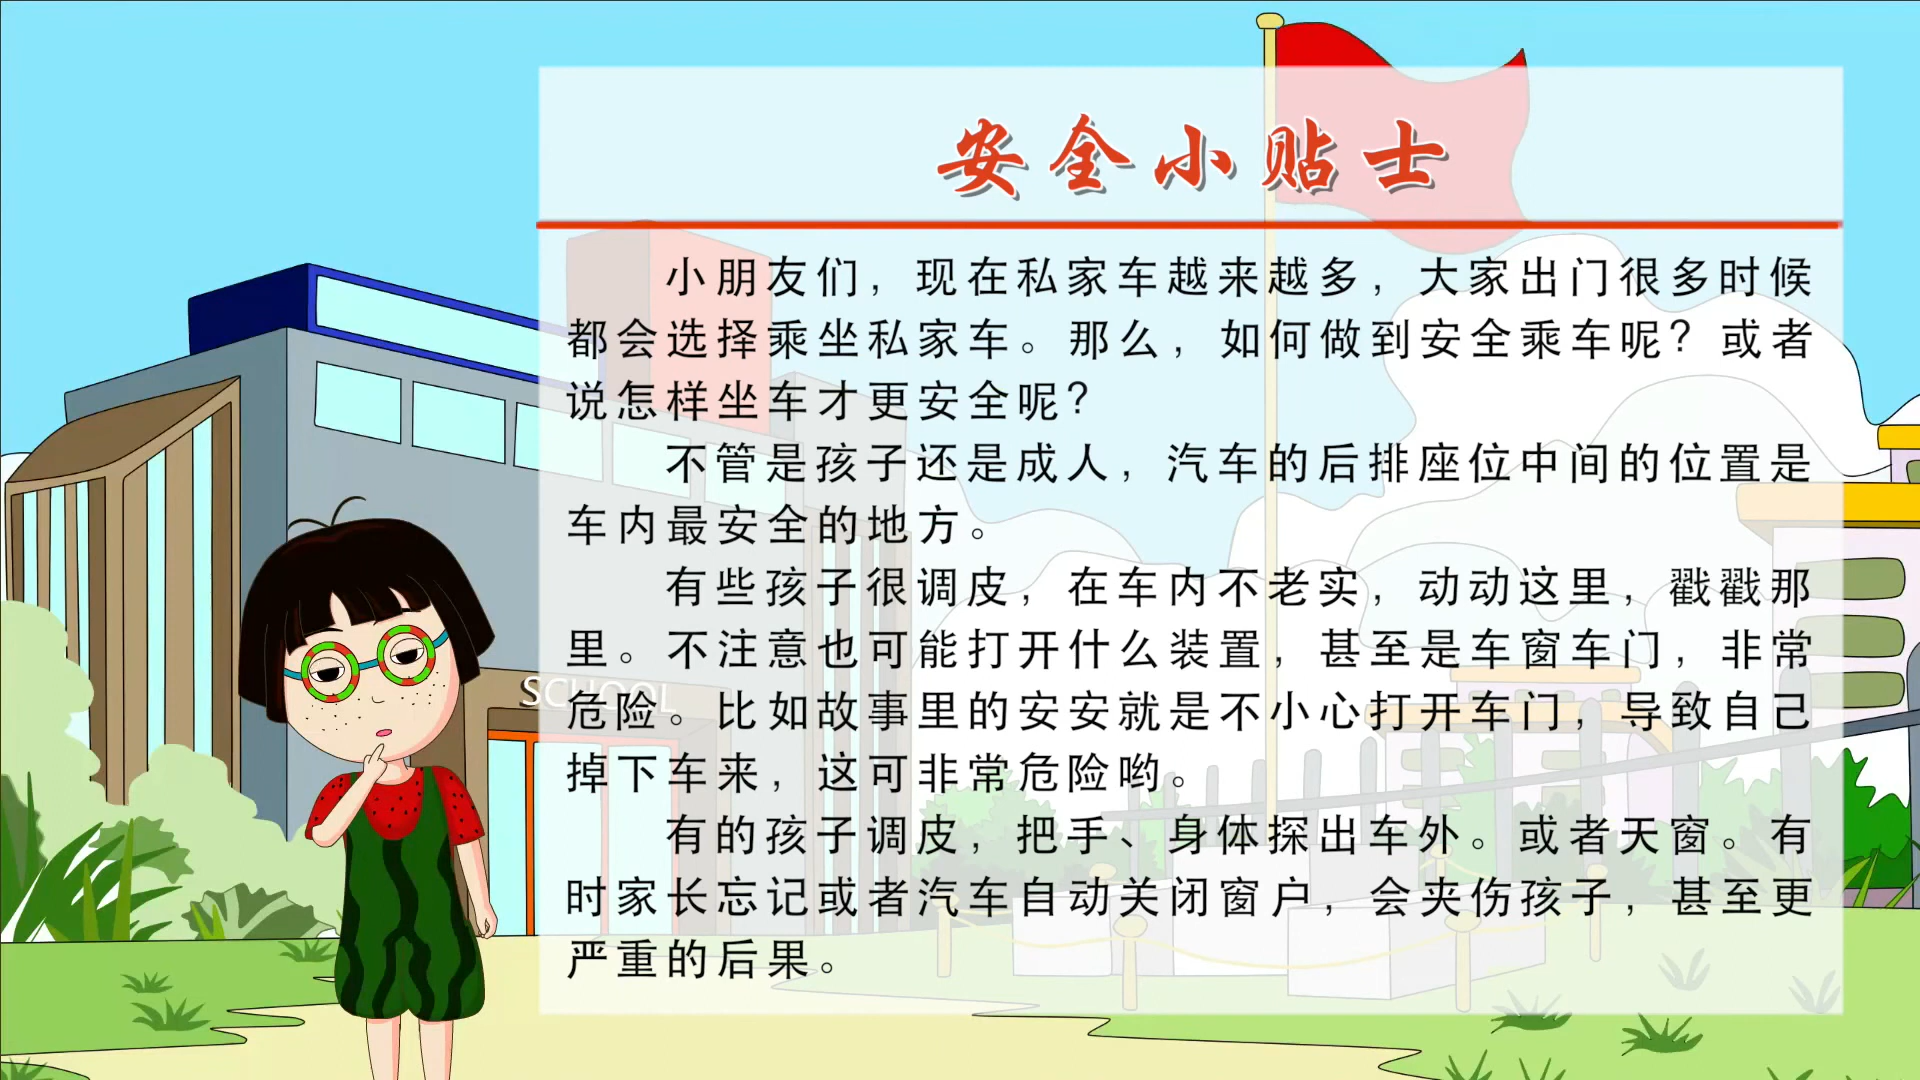 安全小贴士
小朋友们，现在私家车越来越多，大家出门很多时候
都会选择乘坐私家车。那么，如何做到安全乘车呢？或者
说怎样坐车才更安全呢？
不管是孩子还是成人，汽车的后排座位中间的位置是
车内最安全的地方。
有些孩子很调皮，在车内不老实，动动这里，戳戳那
里。不注意也可能打开什么装置，甚至是车窗车门，非常
危险。比如故事里的安安就是不小心打开车门，导致自己
掉下车来，这可非常危险哟。
有的孩子调皮，把手、身体探出车外。或者天窗。有
时家长忘记或者汽车自动关闭窗户，会夹伤孩子，甚至更
严重的后果。
SCHOOL